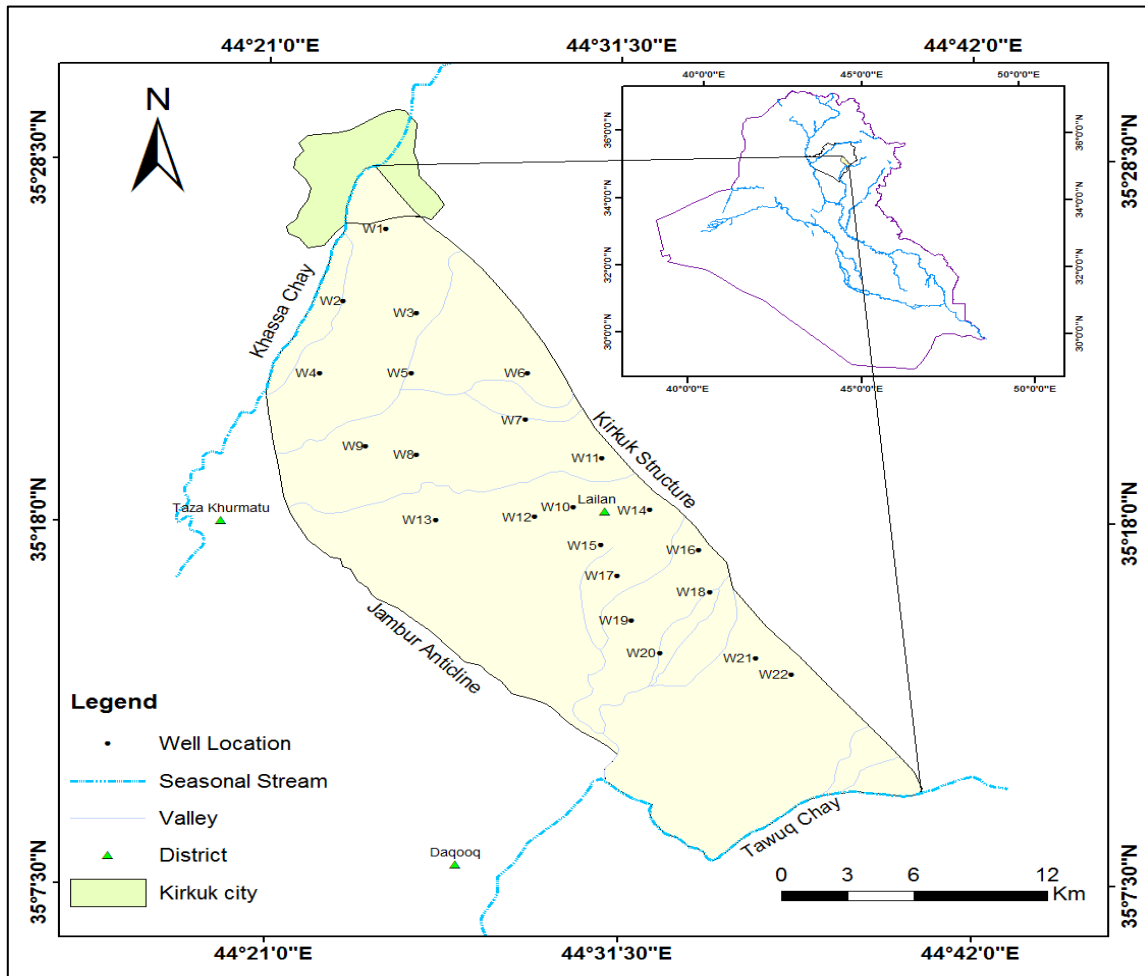 44°21'0"E 44°31'30"E 44°42'0"E
40°0'0"E 45°0'0"E 50°0'0"E
N
35°28'30"N
36°0'0"N
34°0'0"N
32°0'0"N
30°0'0"N
36°0'0"N
34°0'0"N
32°0'0"N
30°0'0"N
35°28'30"N
40°0'0"E 45°0'0"E 50°0'0"E
W1
Khassa Chay
W2
W3
W4
W5
W6
W7
Kirkuk Structure
W9
W8
W11
35°18'0"N
Taza Khurmatu
W10
Lailan
W14
W13
W12
35°18'0"N
W15
W16
W17
W18
Jambur Anticline
W19
W20
W21
W22
Legend
Well Location
Seasonal Stream
Valley
District
Kirkuk city
Tawuq Chay
Daqooq
35°7'30"N
35°7'30"N
0 3 6 12
Km
44°21'0"E 44°31'30"E 44°42'0"E